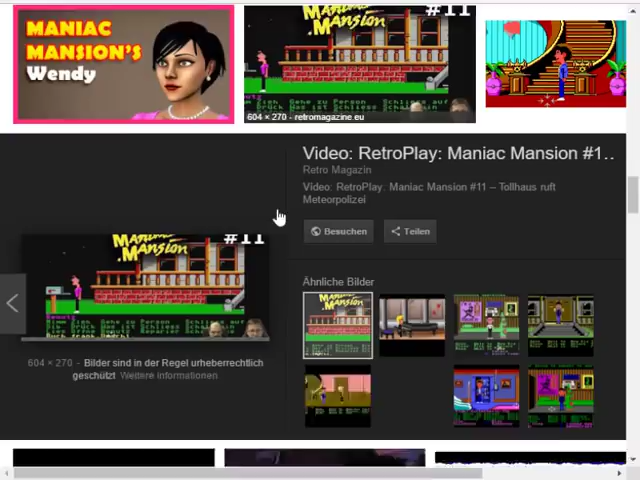 MANIAC
MANSION'S
Wendy
Mansion
#11
604 × 270 - retromagazine.eu
Video: RetroPlay: Maniac Mansion #1..
Retro Magazin
Video: RetroPlay: Maniac Mansion #11 – Tollhaus ruft
Meteorpolizei
Besuchen
Teilen
Ähnliche Bilder
MANIAC
MANSION
#11
604 × 270 - Bilder sind in der Regel urheberrechtlich
geschützt Weitere Informationen